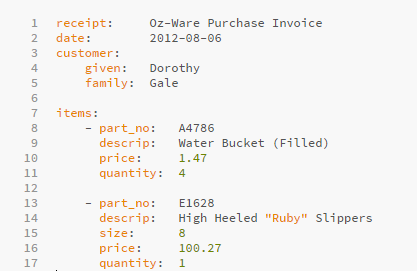 1 receipt: Oz-Ware Purchase Invoice
2 date: 2012-08-06
3 customer:
4 given: Dorothy
5 family: Gale
6
7 items:
8 - part_no: A4786
9 descrip: Water Bucket (Filled)
10 price: 1.47
11 quantity: 4
12
13 - part_no: E1628
14 descrip: High Heeled "Ruby" Slippers
15 size: 8
16 price: 100.27
17 quantity: 1